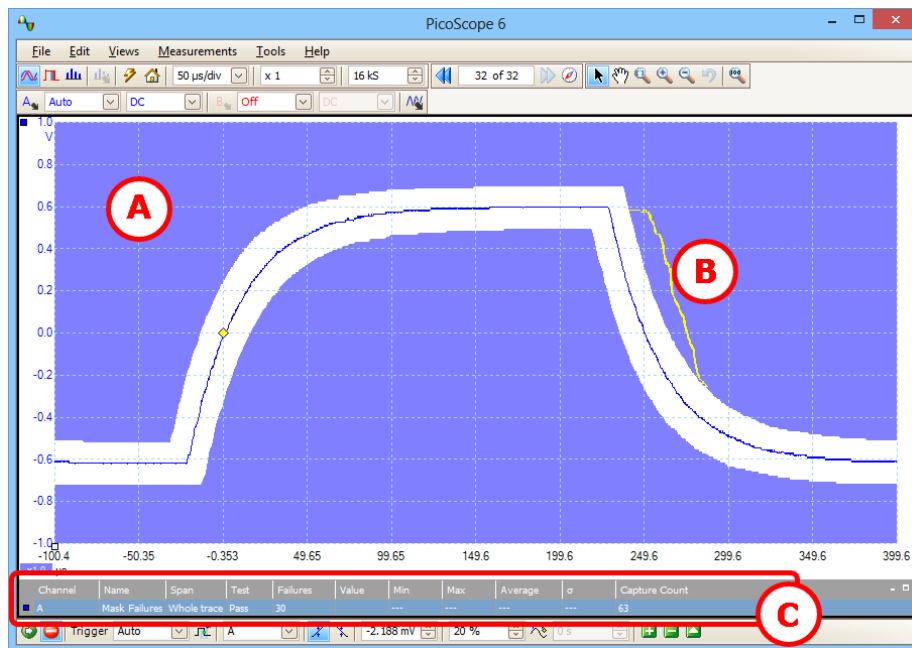 PicoScope 6
File Edit Views Measurements Tools Help
50 µs/div x 1 16 kS 32 of 32
A Auto DC B Off DC
1.0
V
0.8
0.6
0.4
0.2
0.0
-0.2
-0.4
-0.6
-0.8
-1.0
A
B
-100.4 -50.35 -0.353 49.65 99.65 149.6 199.6 249.6 299.6 349.6 399.6
x1.0 µs
Channel Name Span Test Failures Value Min Max Average σ Capture Count
A Mask Failures Whole trace Pass 30 --- --- --- --- 63
C
Trigger Auto A -2.188 mV 20 % 0 s